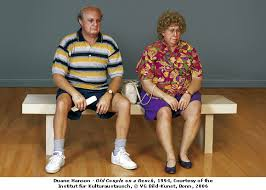 Duane Hanson - Old Couple on a Bench, 1994, Courtesy of the
Institut für Kulturaustausch, © VG Bild-Kunst, Bonn, 2006